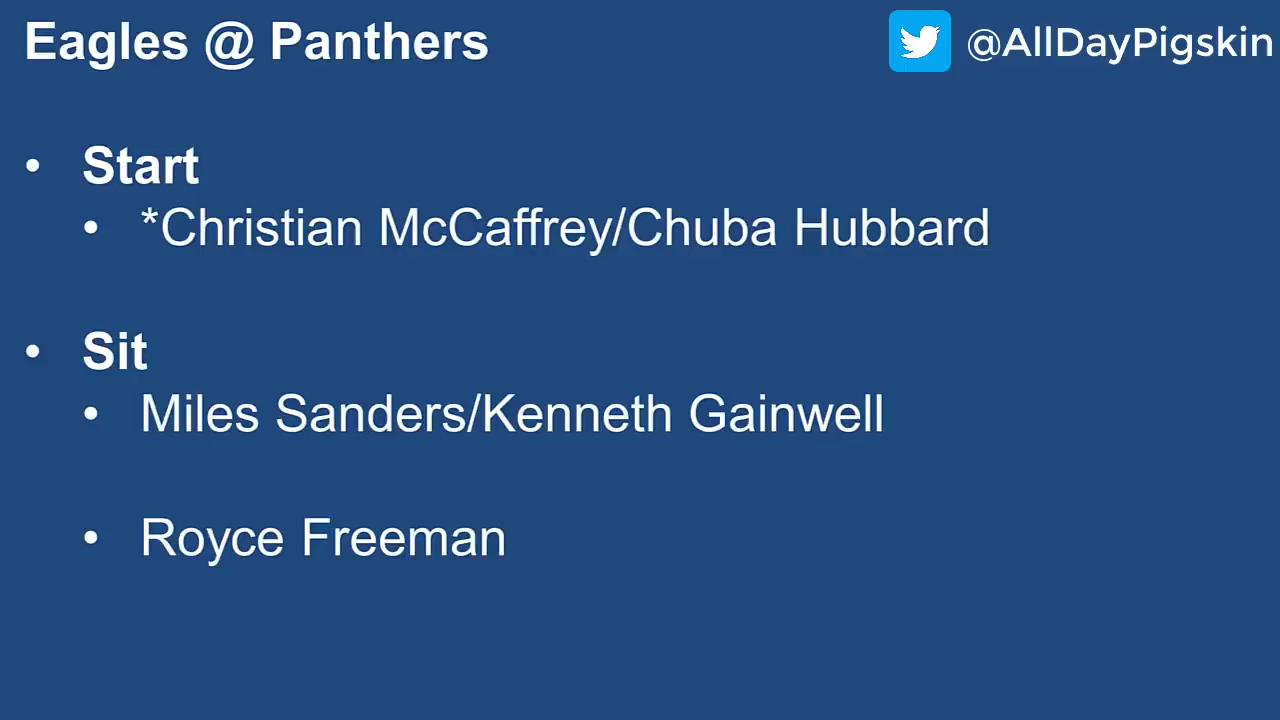 Eagles @ Panthers
@AllDayPigskin
• Start
• *Christian McCaffrey/Chuba Hubbard
• Sit
• Miles Sanders/Kenneth Gainwell
• Royce Freeman